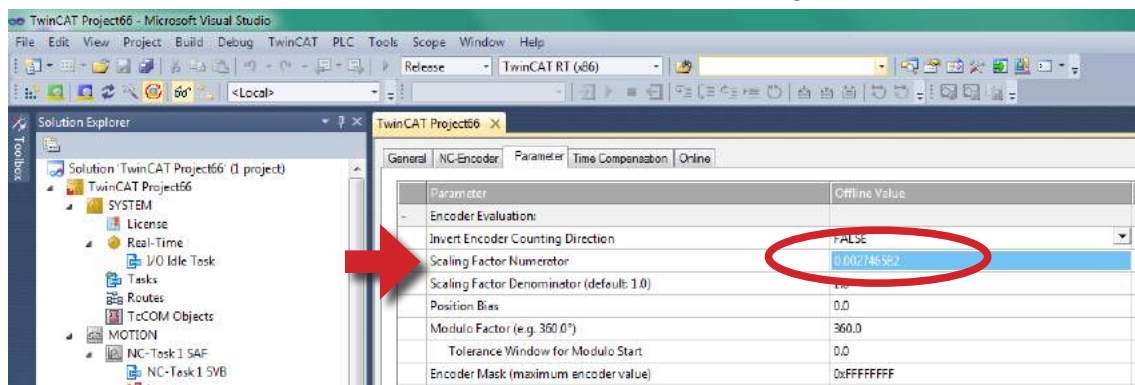 TwinCAT Project66 - Microsoft Visual Studio
File Edit View Project Build Debug TwinCAT PLC Tools Scope Window Help
Release TwinCAT RT (x86)
<Local>
Toolbox
Solution Explorer
TwinCAT Project66
General NC-Encoder Parameter Time Compensation Online
Solution 'TwinCAT Project66' (1 project)
TwinCAT Project66
SYSTEM
License
Real-Time
I/O Idle Task
Tasks
Routes
TcCOM Objects
MOTION
NC-Task 1 SAF
NC-Task 1 SVB
Parameter Offline Value
- Encoder Evaluation:
Invert Encoder Counting Direction FALSE
Scaling Factor Numerator 0.002746582
Scaling Factor Denominator (default: 1.0)
Position Bias 0.0
Modulo Factor (e.g. 360.0°) 360.0
Tolerance Window for Modulo Start 0.0
Encoder Mask (maximum encoder value) 0xFFFFFFFF